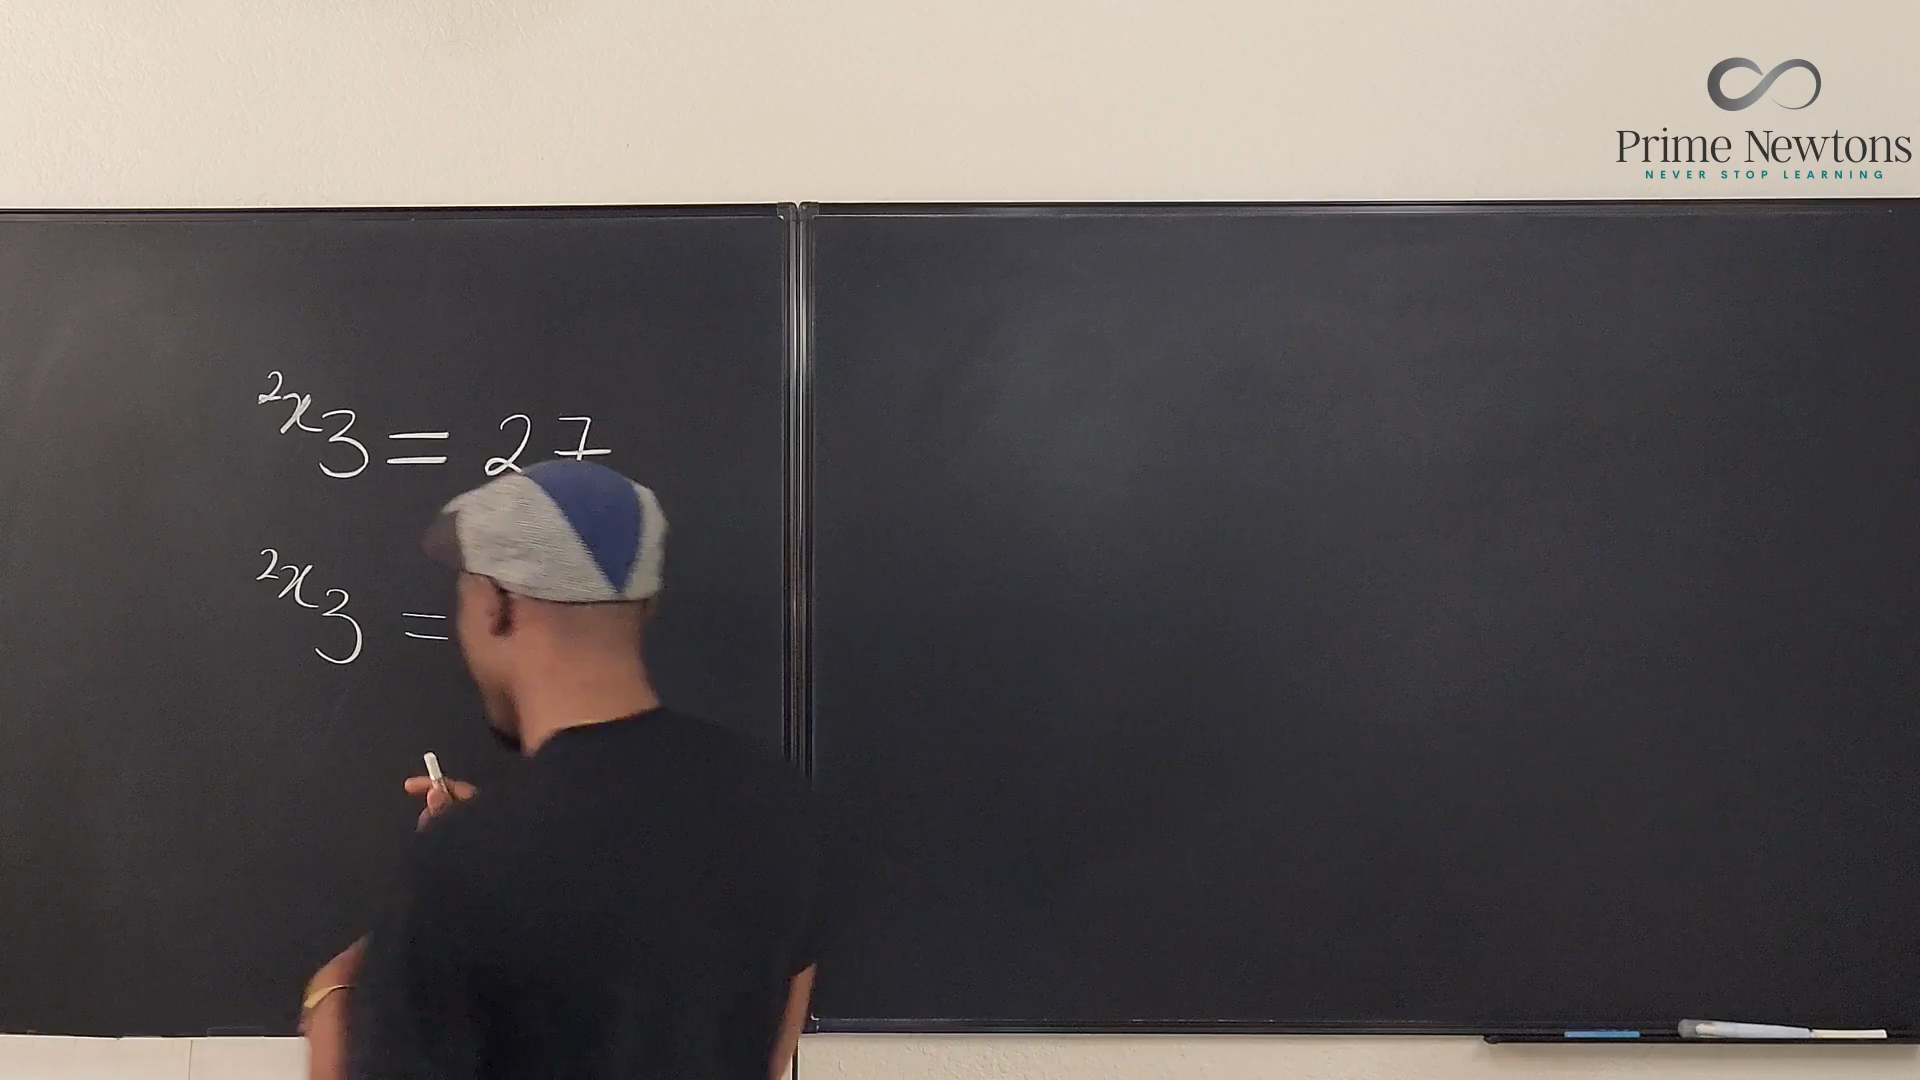 Prime Newtons
NEVER STOP LEARNING
²ˣ3 = 27
²ˣ3 =